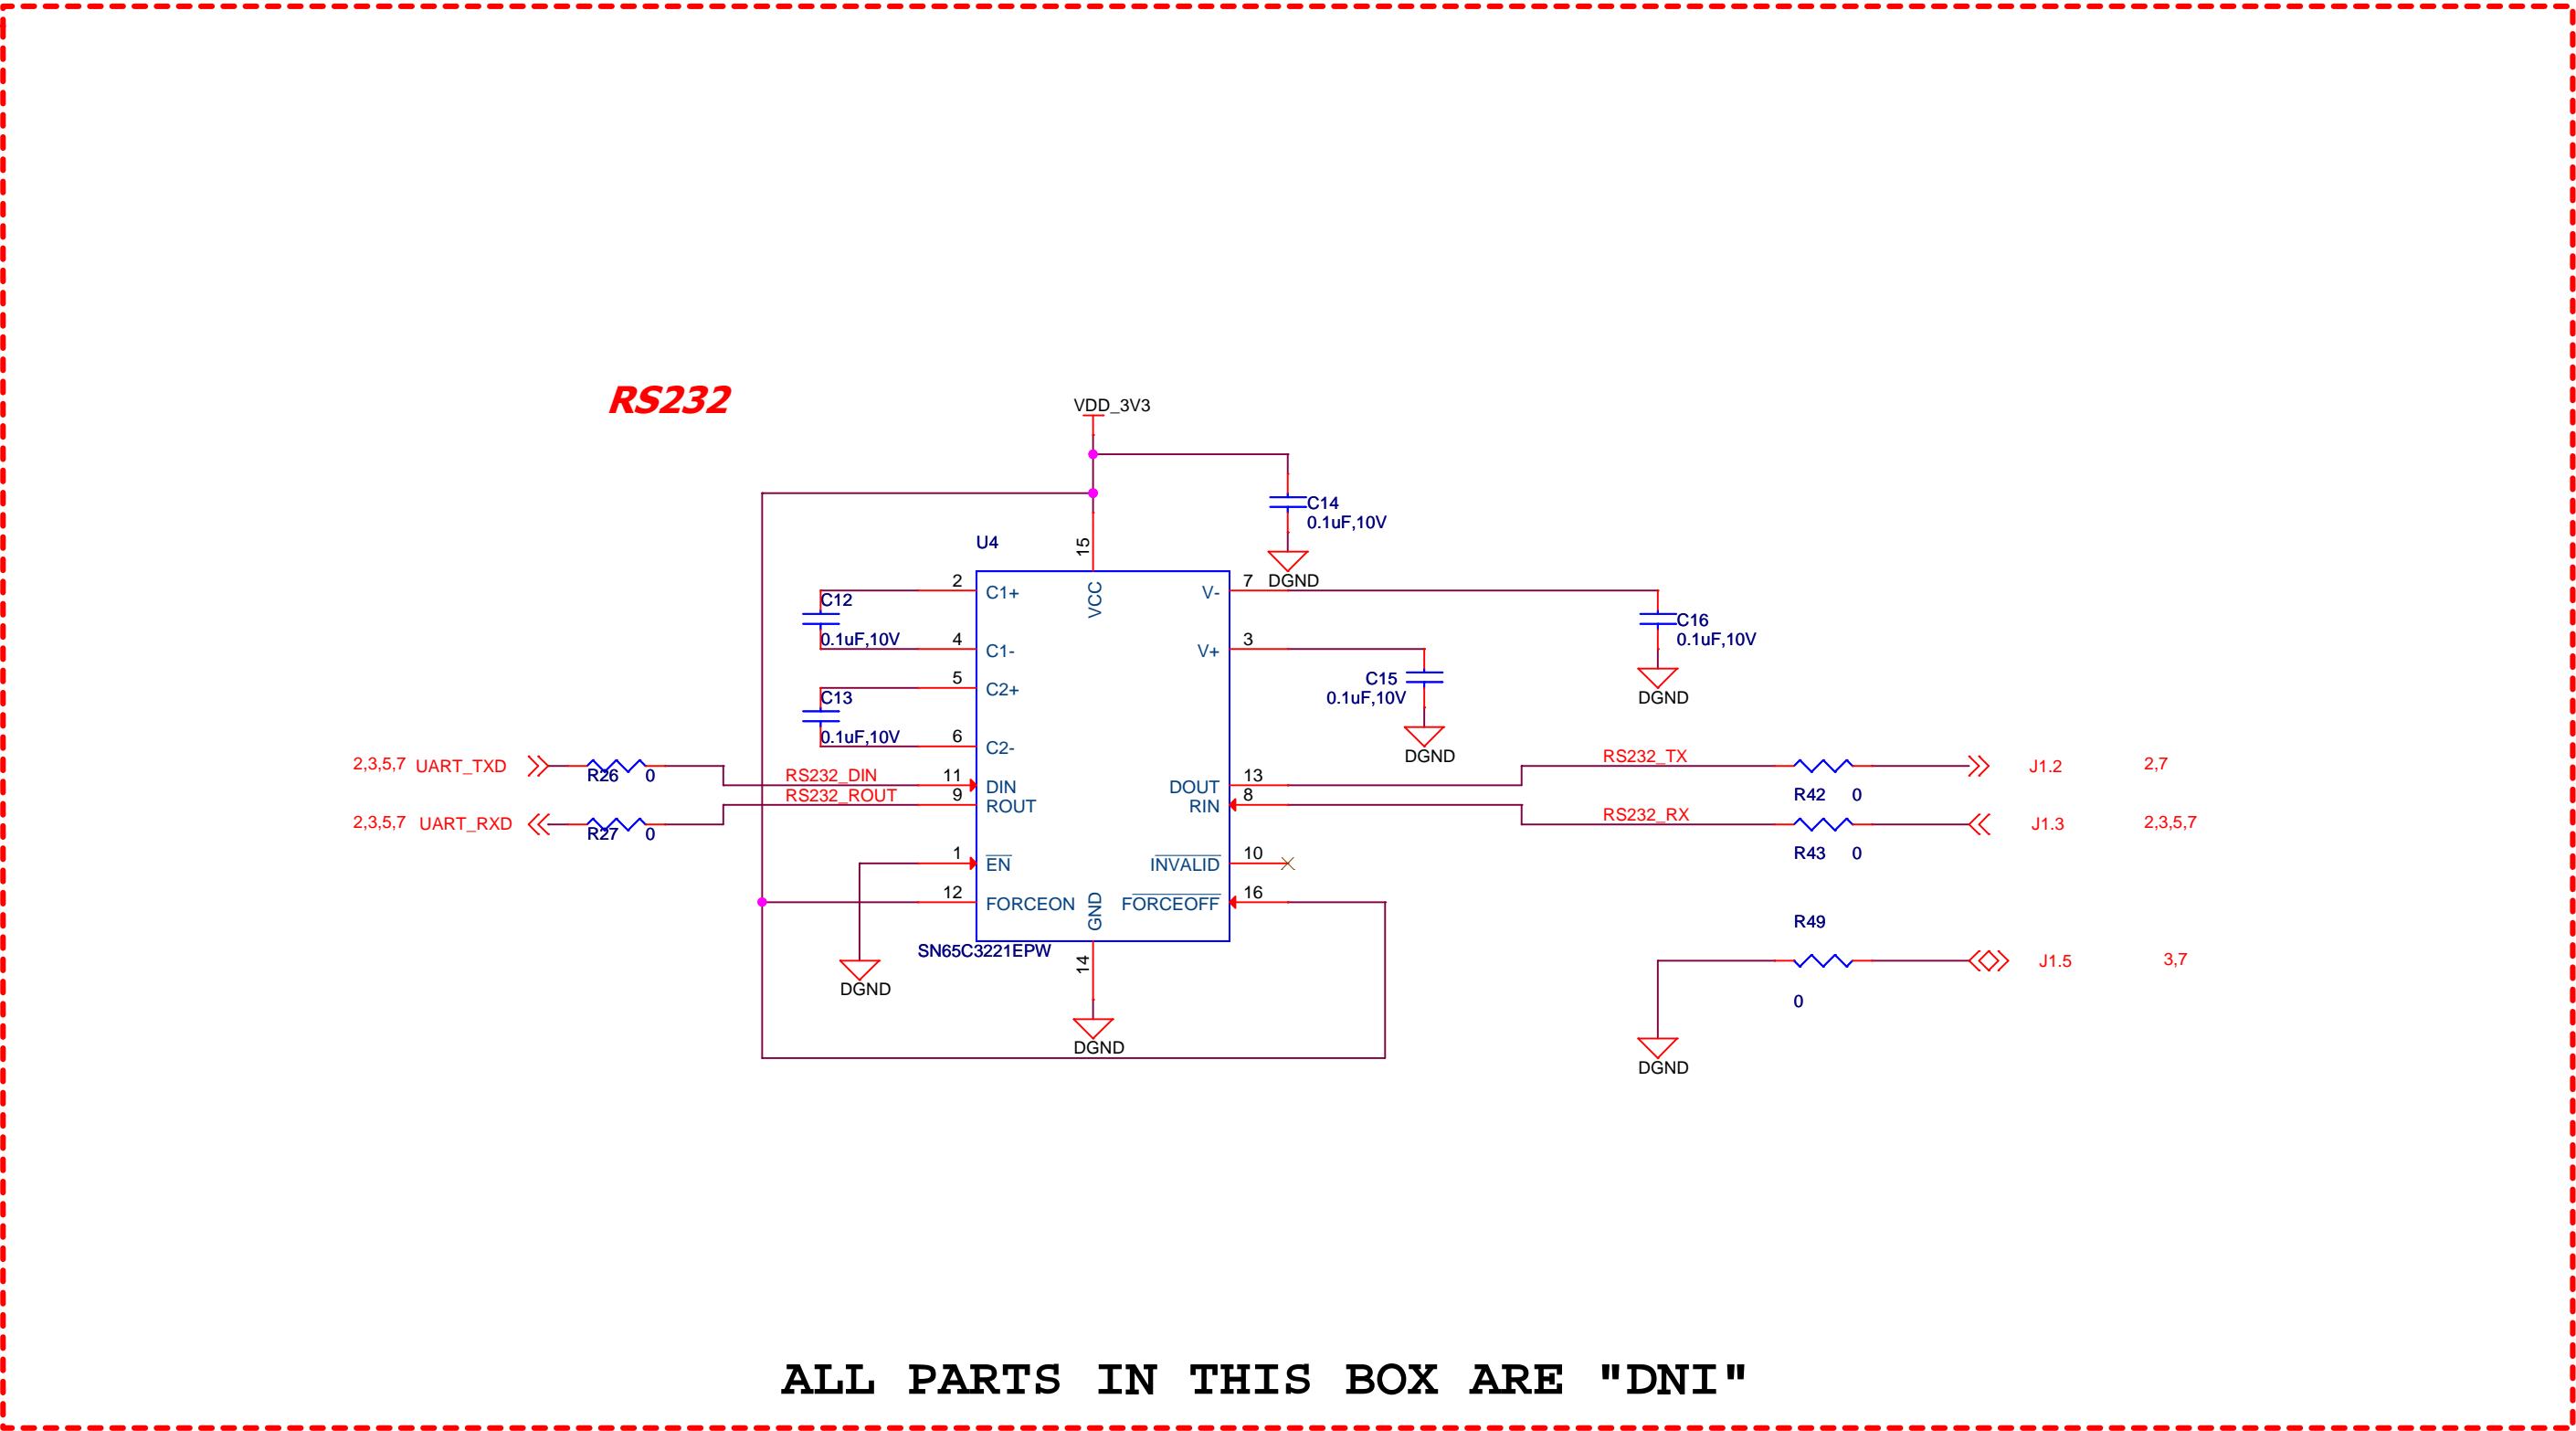 RS232
VDD_3V3
C14
0.1uF,10V
DGND
U4
15
VCC
2
C1+
C12
0.1uF,10V
4
C1-
5
C2+
C13
0.1uF,10V
6
C2-
7
V-
C16
0.1uF,10V
DGND
3
V+
C15
0.1uF,10V
DGND
2,3,5,7 UART_TXD
R26 0
RS232_DIN
11
DIN
RS232_ROUT
9
ROUT
2,3,5,7 UART_RXD
R27 0
13
DOUT
RS232_TX
R42 0
J1.2 2,7
8
RIN
RS232_RX
R43 0
J1.3 2,3,5,7
1
EN
DGND
10
INVALID
12
FORCEON
GND
16
FORCEOFF
SN65C3221EPW
14
DGND
R49
0
J1.5 3,7
DGND
ALL PARTS IN THIS BOX ARE "DNI"